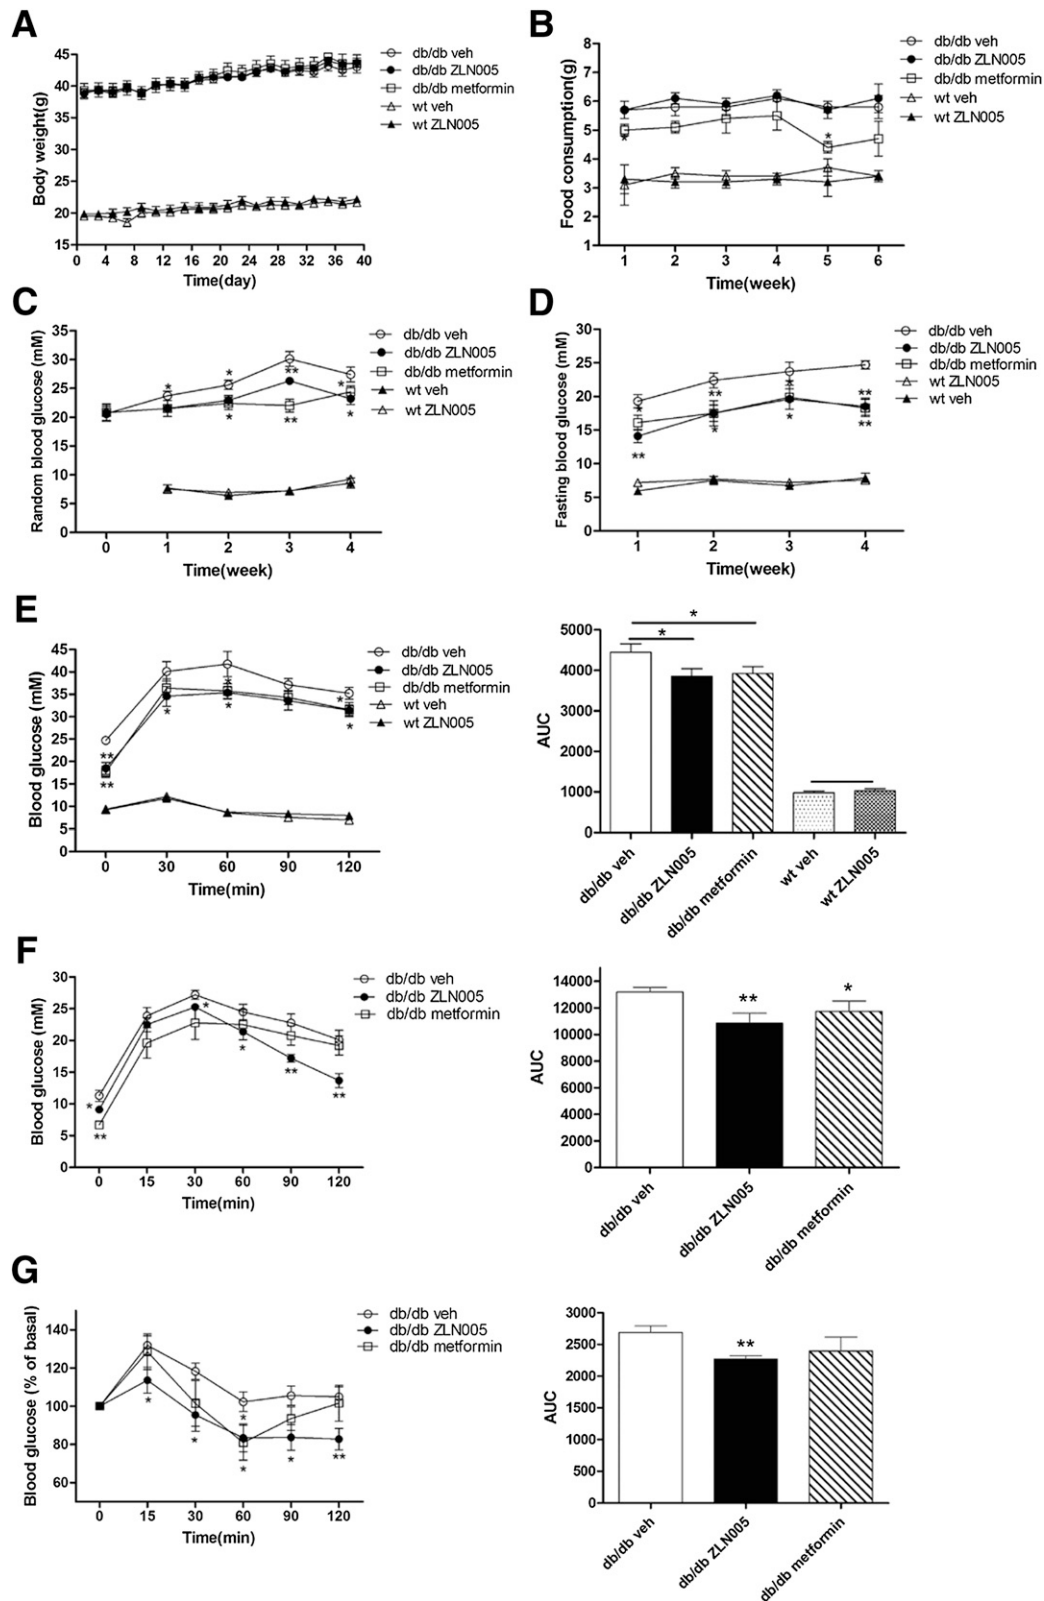 A
Body weight(g)
45
40
35
30
25
20
15
0 4 8 12 16 20 24 28 32 36 40
Time(day)
db/db veh
db/db ZLN005
db/db metformin
wt veh
wt ZLN005
B
Food consumption(g)
8
7
6
5
4
3
2
1
* *
1 2 3 4 5 6
Time(week)
db/db veh
db/db ZLN005
db/db metformin
wt veh
wt ZLN005
C
Random blood glucose (mM)
35
30
25
20
15
10
5
0
* * ** *
* ** *
0 1 2 3 4
Time(week)
db/db veh
db/db ZLN005
db/db metformin
wt veh
wt ZLN005
D
Fasting blood glucose (mM)
30
25
20
15
10
5
0
* ** * **
** * * **
1 2 3 4
Time(week)
db/db veh
db/db ZLN005
db/db metformin
wt ZLN005
wt veh
E
Blood glucose (mM)
45
40
35
30
25
20
15
10
5
0
** * *
** * * *
0 30 60 90 120
Time(min)
db/db veh
db/db ZLN005
db/db metformin
wt veh
wt ZLN005
AUC
5000
4000
3000
2000
1000
0
*
*
db/db veh
db/db ZLN005
db/db metformin
wt veh
wt ZLN005
F
Blood glucose (mM)
30
25
20
15
10
5
0
* * * ** **
**
0 15 30 60 90 120
Time(min)
db/db veh
db/db ZLN005
db/db metformin
AUC
14000
12000
10000
8000
6000
4000
2000
0
** *
db/db veh
db/db ZLN005
db/db metformin
G
Blood glucose (% of basal)
140
120
100
80
60
*
* * * * **
0 15 30 60 90 120
Time(min)
db/db veh
db/db ZLN005
db/db metformin
AUC
3000
2500
2000
1500
1000
500
0
**
db/db veh
db/db ZLN005
db/db metformin